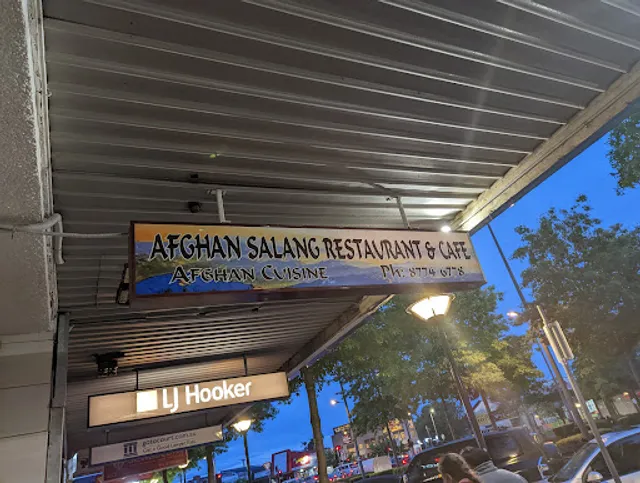 AFGHAN SALANG RESTAURANT & CAFE
AFGHAN CUISINE Ph: 8774 6778
LJ Hooker